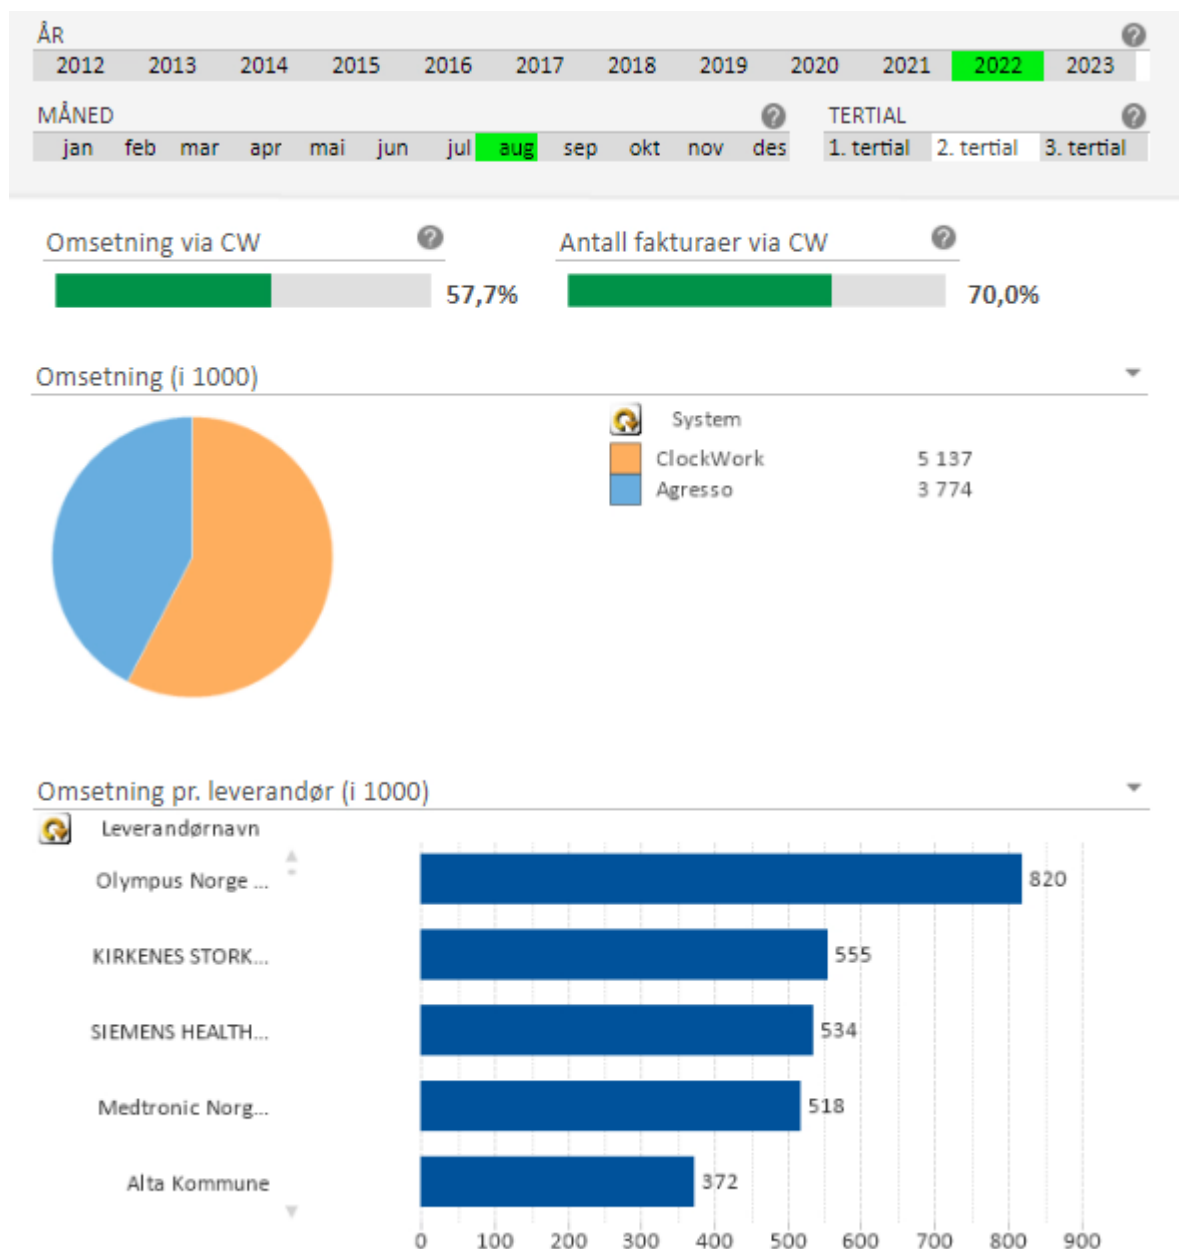 ÅR
2012 2013 2014 2015 2016 2017 2018 2019 2020 2021 2022 2023
MÅNED TERTIAL
jan feb mar apr mai jun jul aug sep okt nov des 1. tertial 2. tertial 3. tertial
Omsetning via CW Antall fakturaer via CW
57,7% 70,0%
Omsetning (i 1000)
System
ClockWork 5 137
Agresso 3 774
Omsetning pr. leverandør (i 1000)
Leverandørnavn
Olympus Norge ... 820
KIRKENES STORK... 555
SIEMENS HEALTH... 534
Medtronic Norg... 518
Alta Kommune 372
0 100 200 300 400 500 600 700 800 900